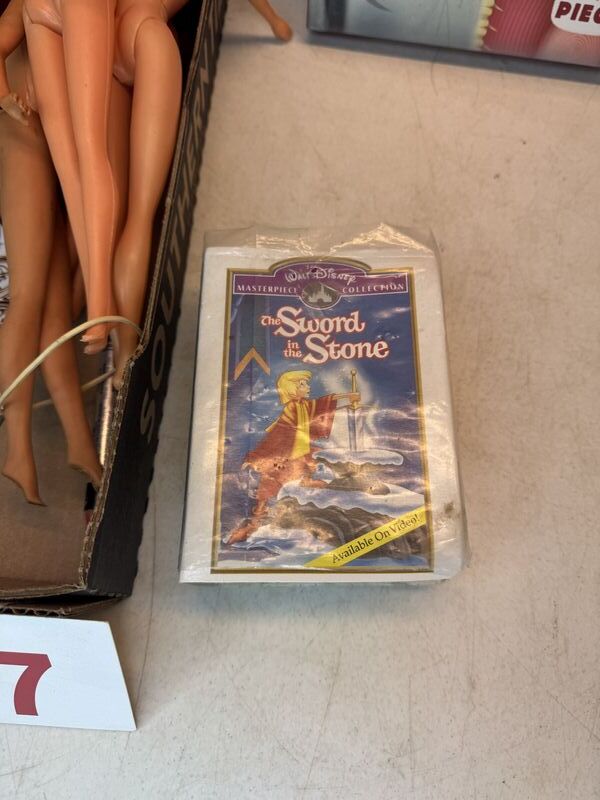 PIEC
SOUTHERN
WALT DISNEY
MASTERPIECE COLLECTION
The Sword
in the Stone
Available On Video!
7